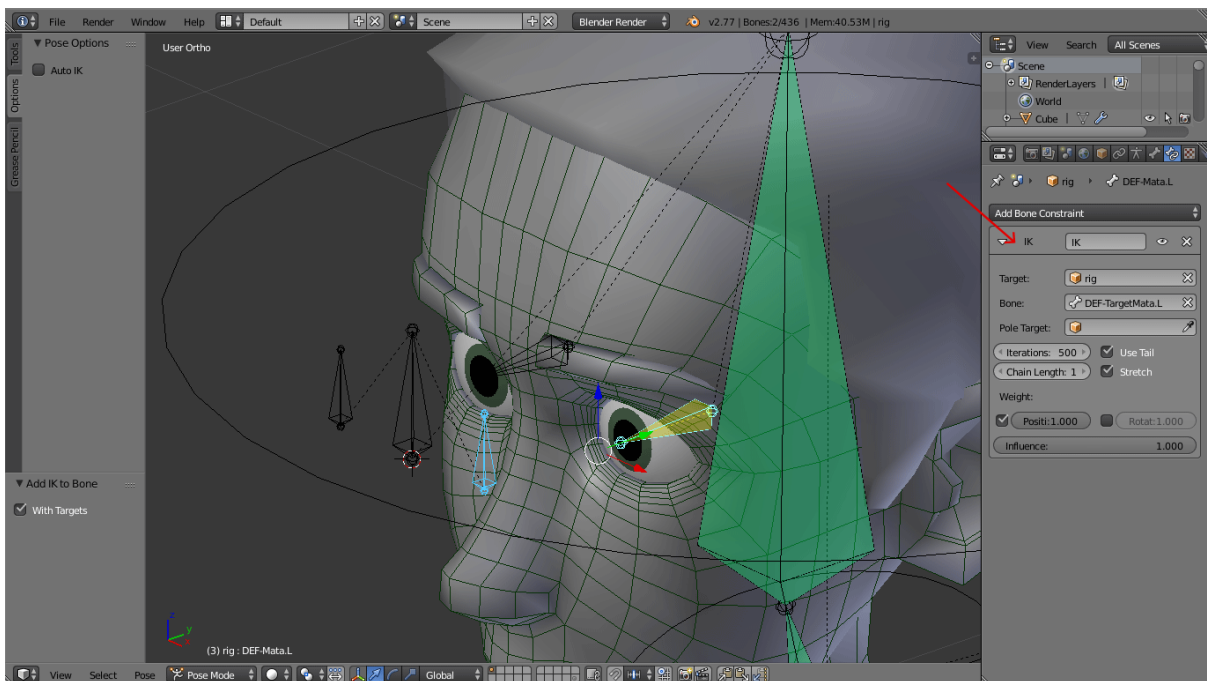 File Render Window Help Default Scene Blender Render v2.77 | Bones:2/436 | Mem:40.53M | rig
Tools
Options
Grease Pencil
Pose Options
Auto IK
Add IK to Bone
With Targets
User Ortho
z
y
x
(3) rig : DEF-Mata.L
View Select Pose Pose Mode Global
View Search All Scenes
Scene
RenderLayers |
World
Cube |
rig DEF-Mata.L
Add Bone Constraint
IK IK
Target: rig
Bone: DEF-TargetMata.L
Pole Target:
Iterations: 500 Use Tail
Chain Length: 1 Stretch
Weight:
Positi:1.000 Rotat:1.000
Influence: 1.000